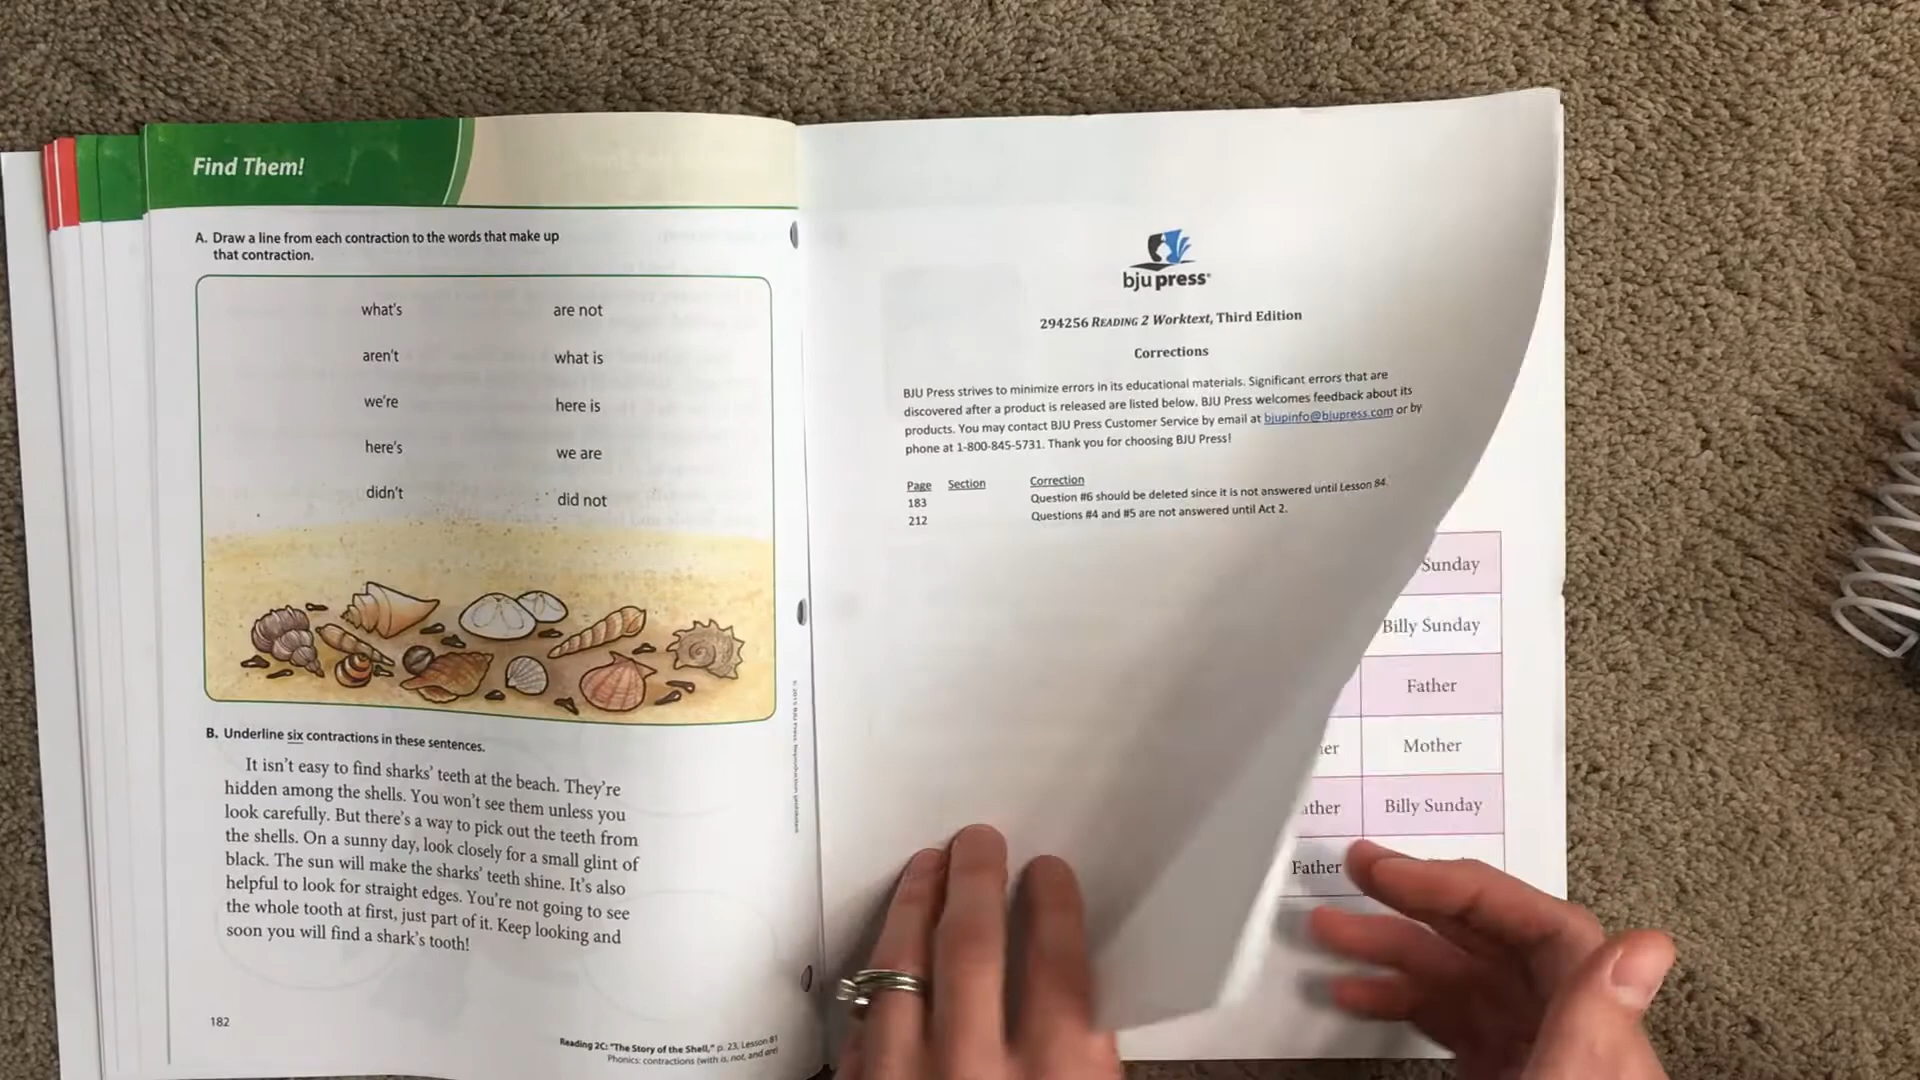 Find Them!
A. Draw a line from each contraction to the words that make up
that contraction.
what's are not
aren't what is
we're here is
here's we are
didn't did not
B. Underline six contractions in these sentences.
It isn't easy to find sharks' teeth at the beach. They're
hidden among the shells. You won't see them unless you
look carefully. But there's a way to pick out the teeth from
the shells. On a sunny day, look closely for a small glint of
black. The sun will make the sharks' teeth shine. It's also
helpful to look for straight edges. You're not going to see
the whole tooth at first, just part of it. Keep looking and
soon you will find a shark's tooth!
182
Reading 2C: "The Story of the Shell," p. 23, Lesson 81
Phonics: contractions (with is, not, and are)
bju press
294256 READING 2 Worktext, Third Edition
Corrections
BJU Press strives to minimize errors in its educational materials. Significant errors that are
discovered after a product is released are listed below. BJU Press welcomes feedback about its
products. You may contact BJU Press Customer Service by email at bjupinfo@bjupress.com or by
phone at 1-800-845-5731. Thank you for choosing BJU Press!
Page Section Correction
183 Question #6 should be deleted since it is not answered until Lesson 84.
212 Questions #4 and #5 are not answered until Act 2.
Sunday
Billy Sunday
Father
Mother
Billy Sunday
Father